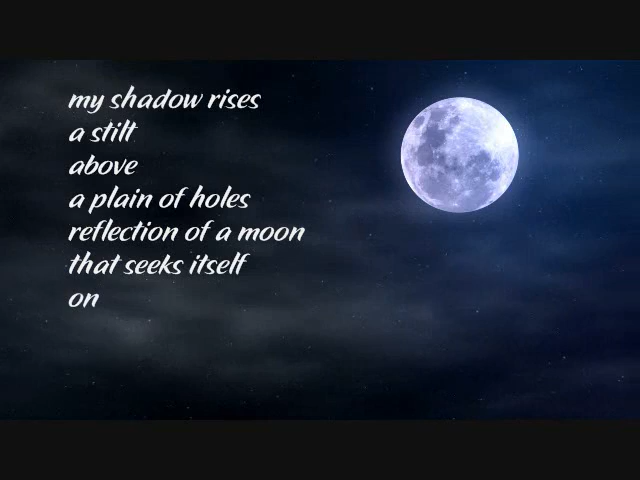 my shadow rises
a stilt
above
a plain of holes
reflection of a moon
that seeks itself
on